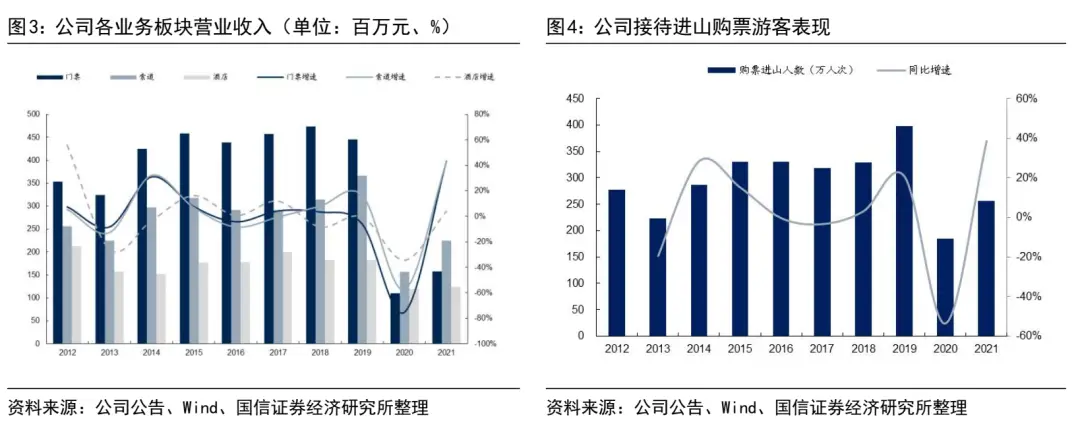 图3：公司各业务板块营业收入（单位：百万元、%）
门票 索道 酒店 门票增速 索道增速 酒店增速
500 80%
450 60%
400
350 40%
300 20%
250 0%
200 -20%
150 -40%
100 -60%
50 -80%
0 -100%
2012 2013 2014 2015 2016 2017 2018 2019 2020 2021
资料来源：公司公告、Wind、国信证券经济研究所整理
图4：公司接待进山购票游客表现
购票进山人数（万人次） 同比增速
450 60%
400
350 40%
300 20%
250
200 0%
150 -20%
100
50 -40%
0 -60%
2012 2013 2014 2015 2016 2017 2018 2019 2020 2021
资料来源：公司公告、Wind、国信证券经济研究所整理